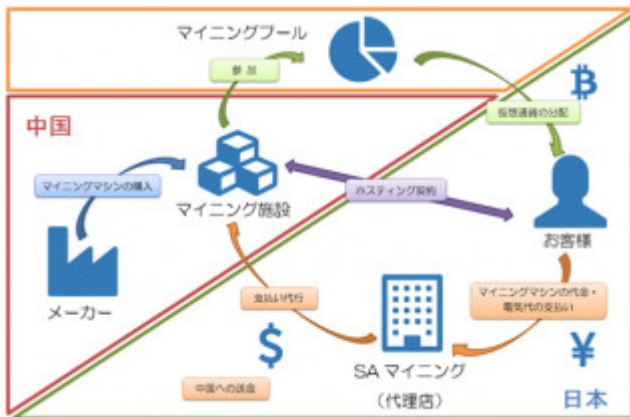 マイニングプール
参加
中国
仮想通貨の分配
マイニングマシンの購入
ホスティング契約
マイニング施設
お客様
メーカー
支払い代行
マイニングマシンの代金・
電気代の支払い
$
¥
SAマイニング
(代理店)
中国への送金
日本